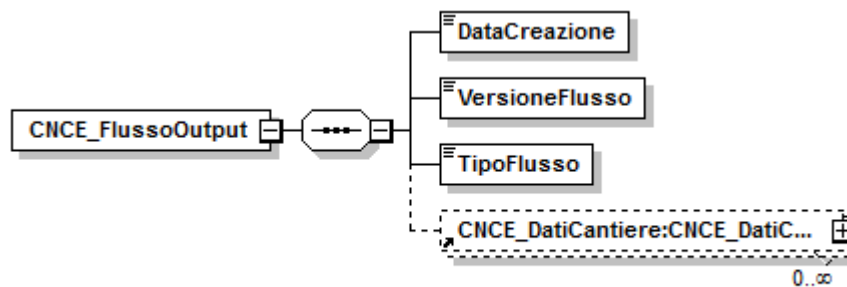 DataCreazione
VersioneFlusso
CNCE_FlussoOutput
TipoFlusso
CNCE_DatiCantiere:CNCE_DatiC...
0..∞